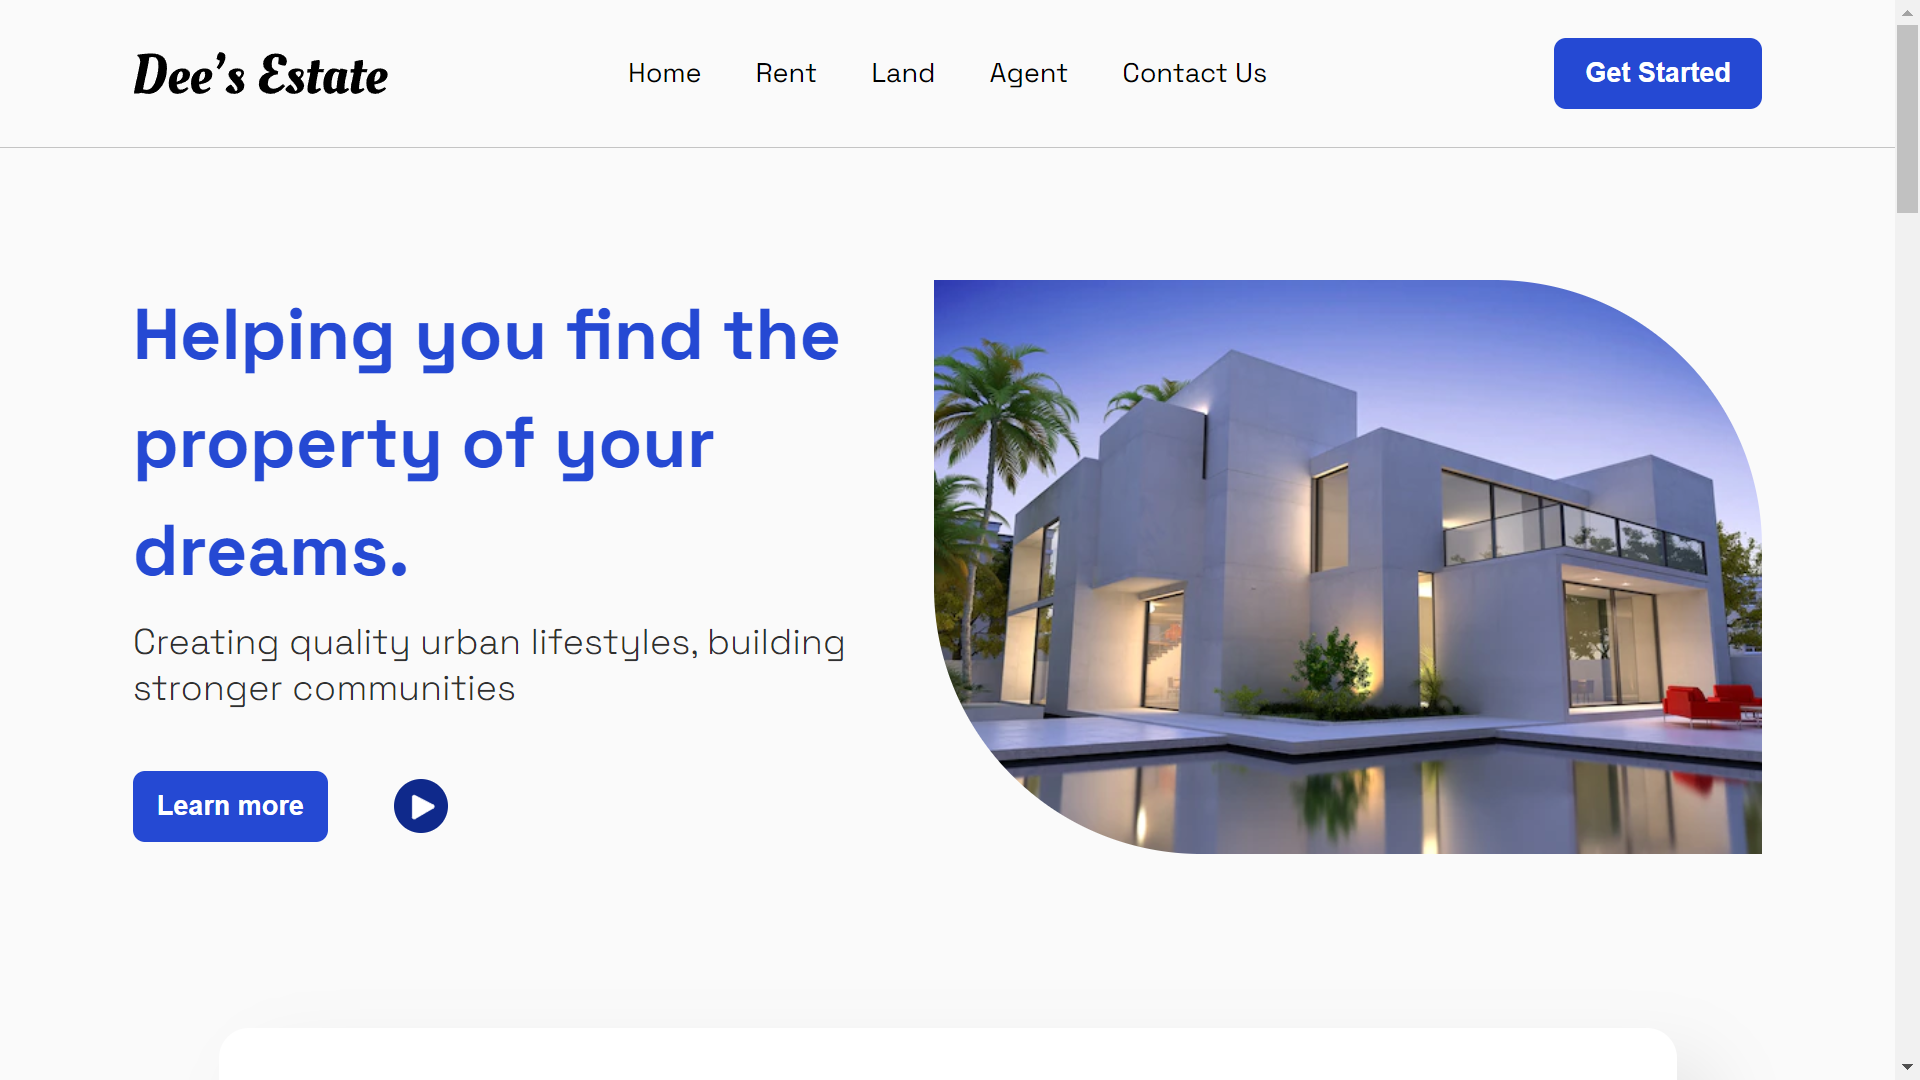 Dee's Estate
Home
Rent
Land
Agent
Contact Us
Get Started
Helping you find the
property of your
dreams.
Creating quality urban lifestyles, building
stronger communities
Learn more